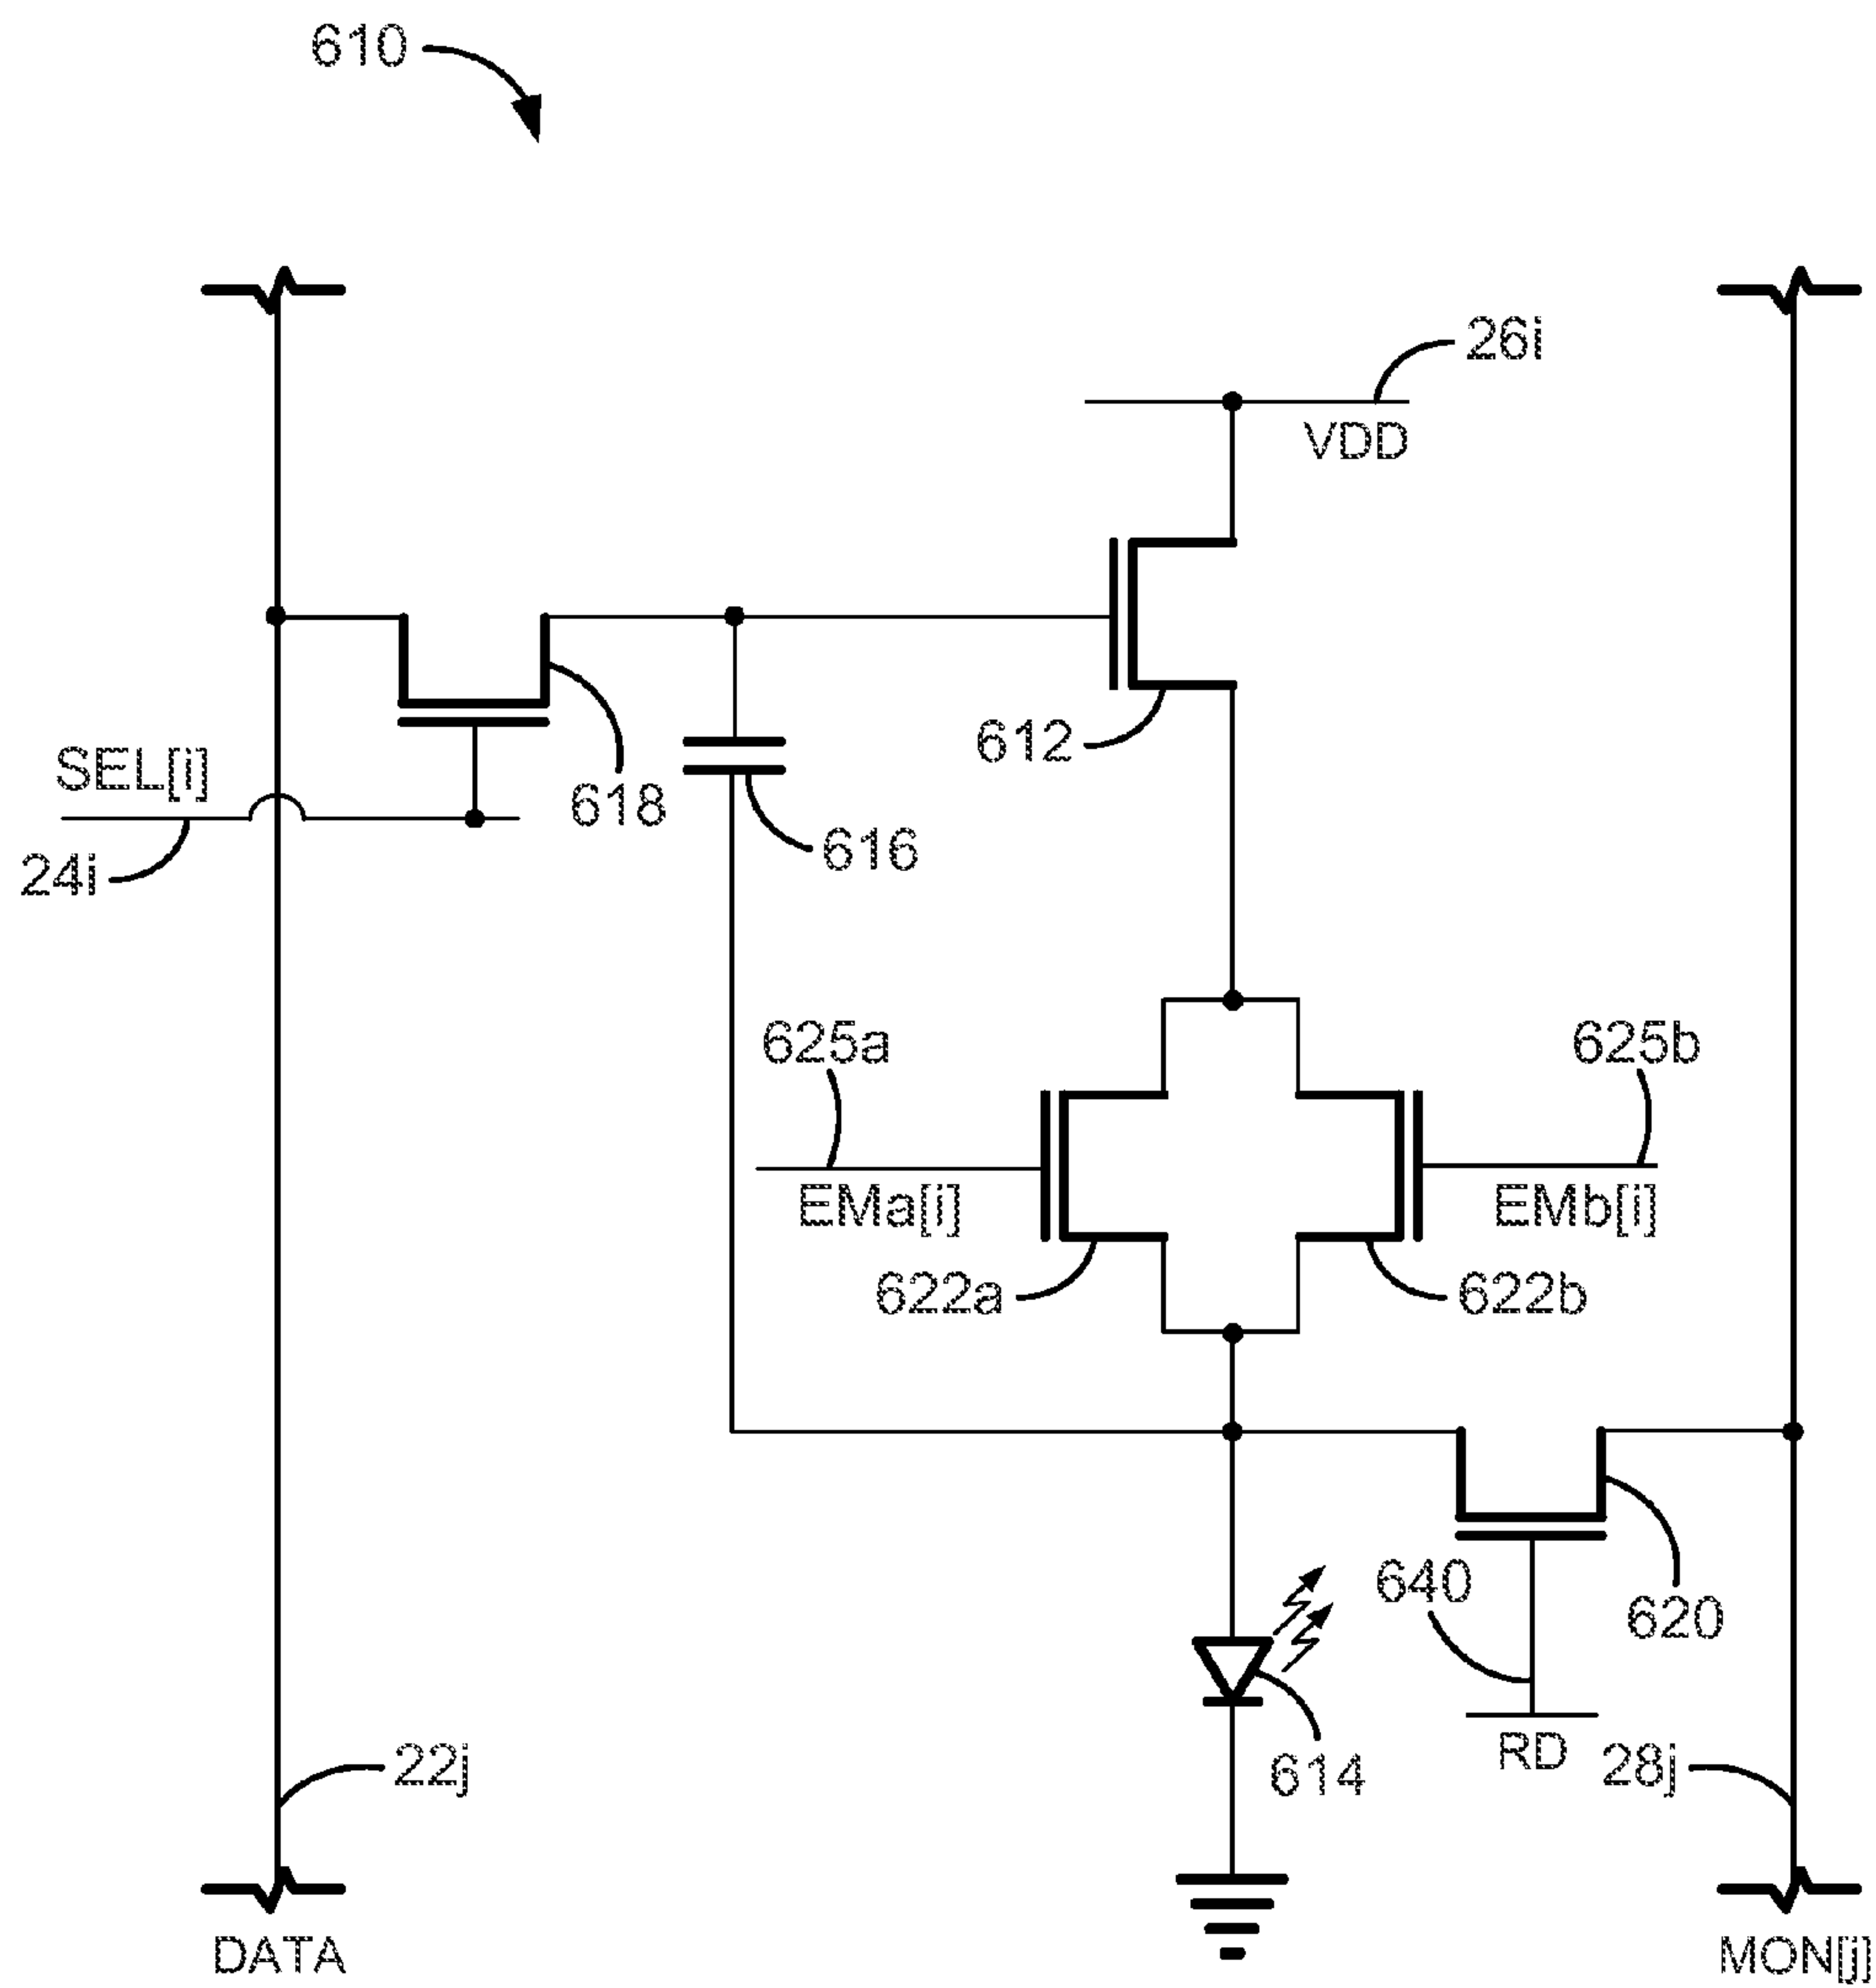 610
26i
VDD
612
SEL[i]
618
616
24i
625a
625b
EMa[i]
EMb[i]
622a
622b
640
620
RD
22j
614
28j
DATA
MON[j]